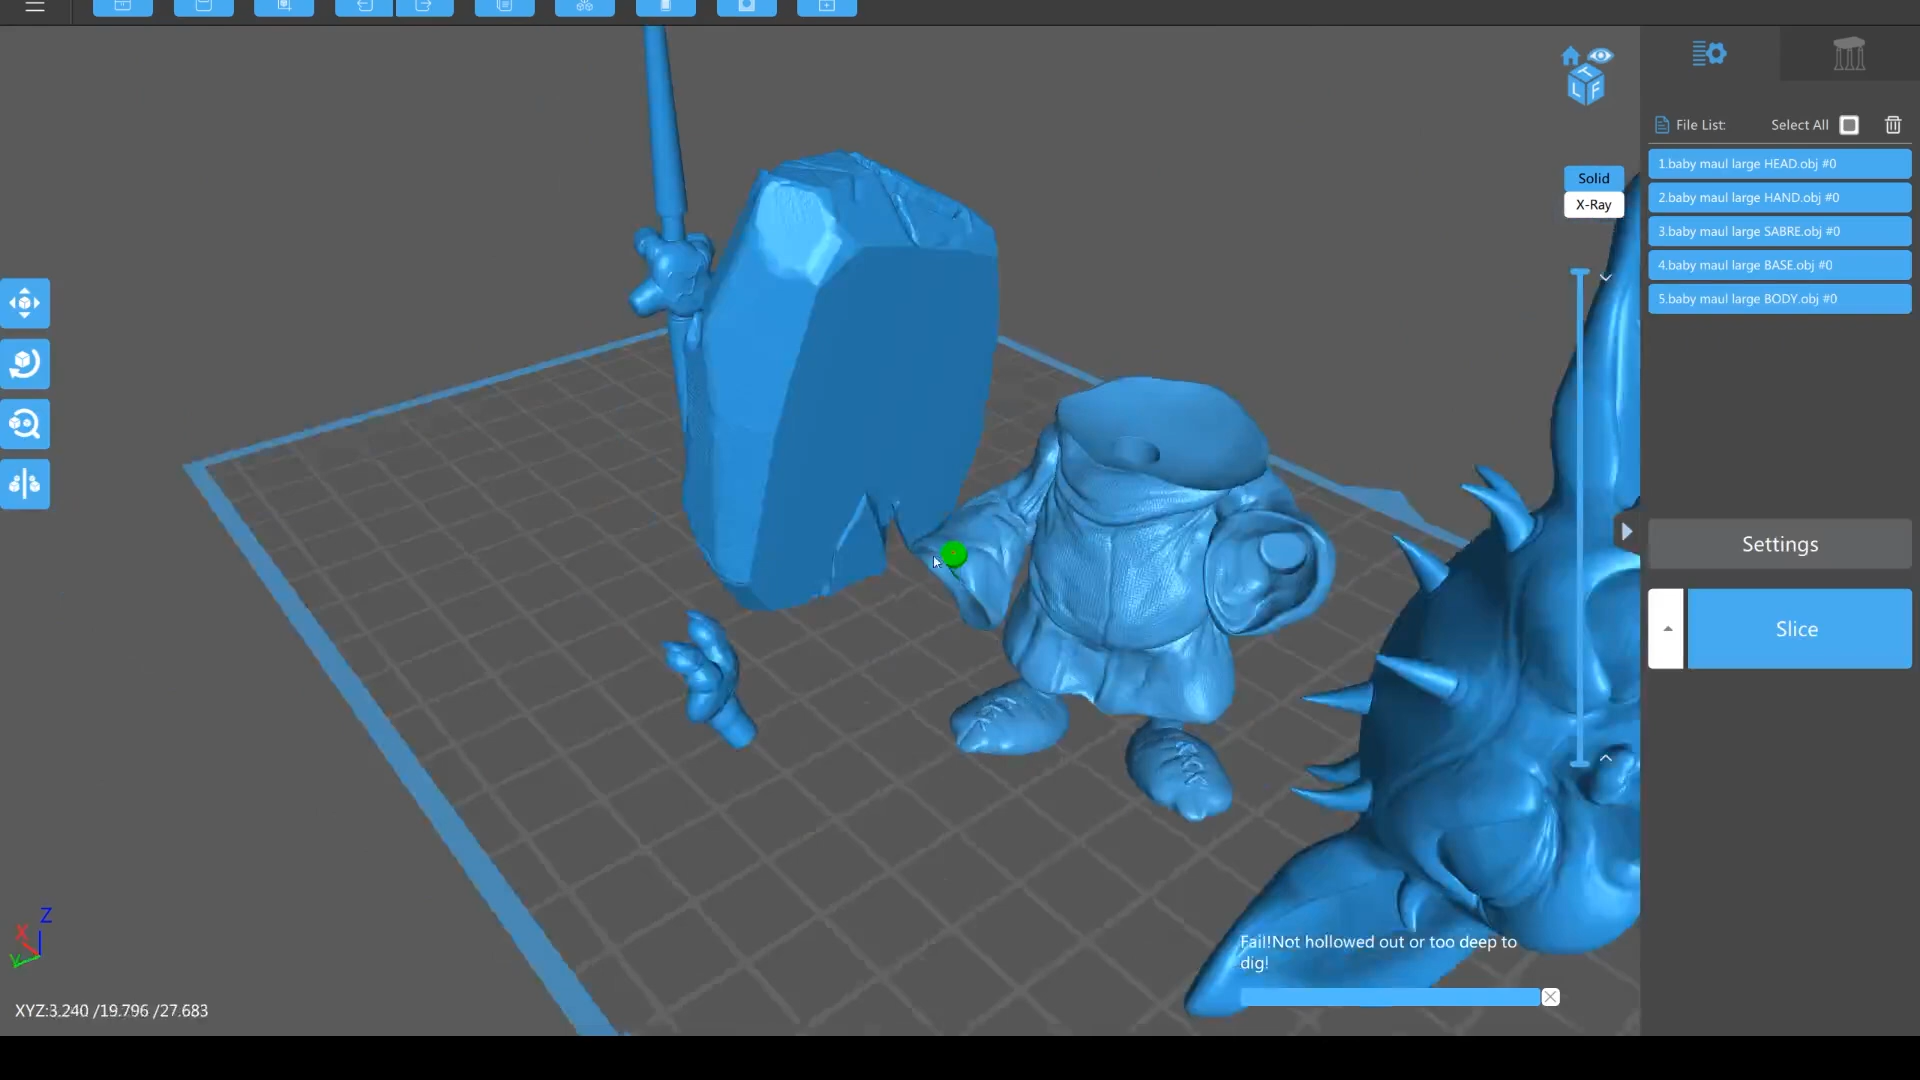 T
L F
File List: Select All
Solid
X-Ray
1.baby maul large HEAD.obj #0
2.baby maul large HAND.obj #0
3.baby maul large SABRE.obj #0
4.baby maul large BASE.obj #0
5.baby maul large BODY.obj #0
Settings
Slice
Z
X
Y
Fail!Not hollowed out or too deep to
dig!
XYZ:3.240 /19.796 /27.683